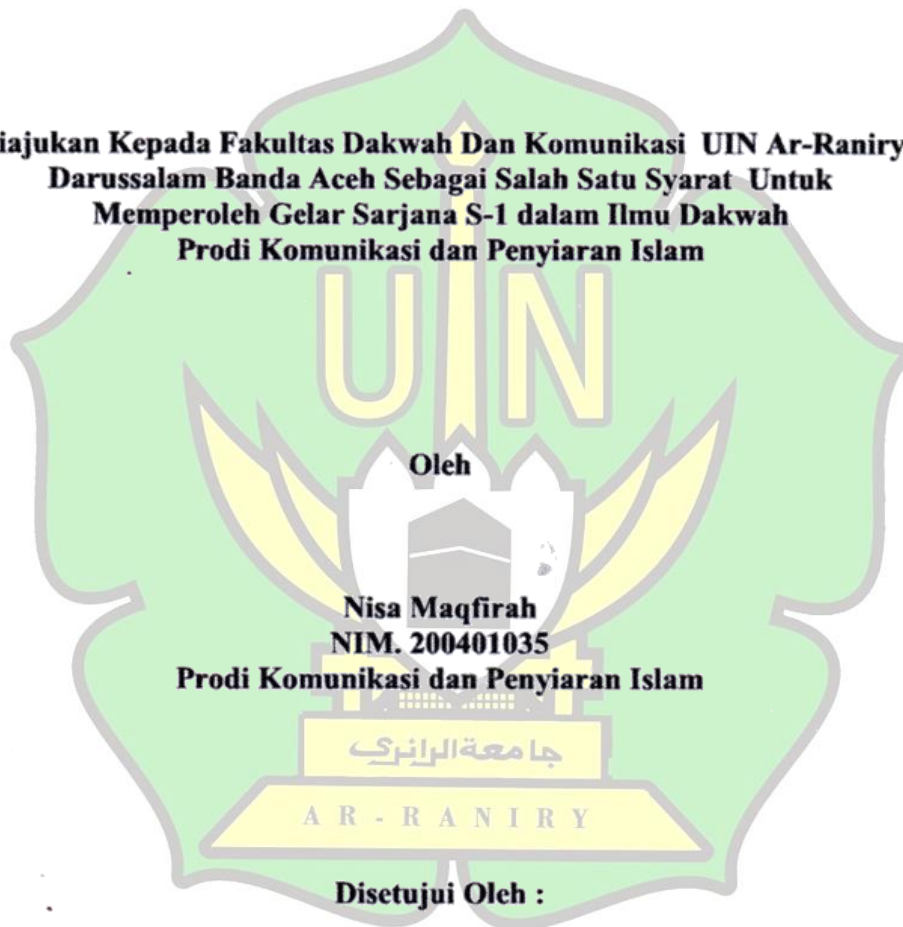 iajukan Kepada Fakultas Dakwah Dan Komunikasi UIN Ar-Raniry
Darussalam Banda Aceh Sebagai Salah Satu Syarat Untuk
Memperoleh Gelar Sarjana S-1 dalam Ilmu Dakwah
Prodi Komunikasi dan Penyiaran Islam
UIN
Oleh
Nisa Maqfirah
NIM. 200401035
Prodi Komunikasi dan Penyiaran Islam
جامعة الرانري
AR-RANIRY
Disetujui Oleh :